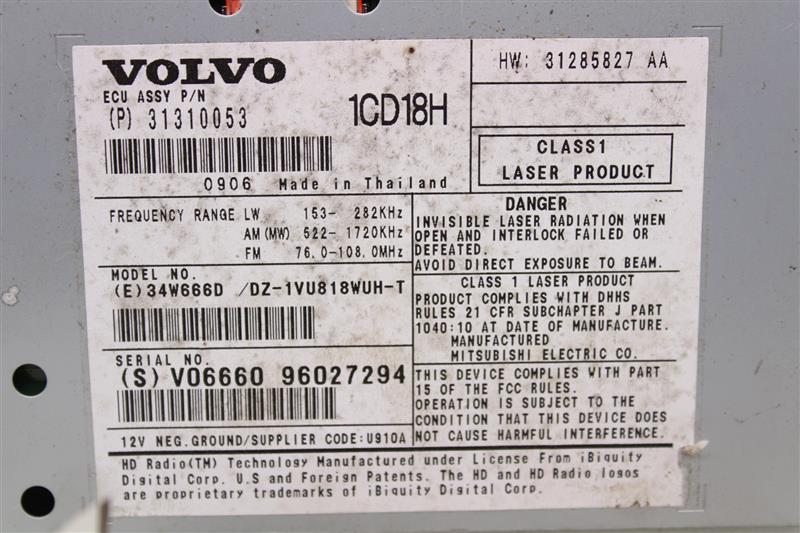 VOLVO
ECU ASSY P/N
(P) 31310053
1CD18H
0906 Made in Thailand
HW: 31285827 AA
CLASS1
LASER PRODUCT
FREQUENCY RANGE LW 153- 282KHz
AM (MW) 522- 1720KHz
FM 76.0-108.0MHz
MODEL NO.
(E)34W666D /DZ-1VU818WUH-T
SERIAL NO.
(S) V06660 96027294
12V NEG.GROUND/SUPPLIER CODE:U910A
DANGER
INVISIBLE LASER RADIATION WHEN
OPEN AND INTERLOCK FAILED OR
DEFEATED.
AVOID DIRECT EXPOSURE TO BEAM.
CLASS 1 LASER PRODUCT
PRODUCT COMPLIES WITH DHHS
RULES 21 CFR SUBCHAPTER J PART
1040:10 AT DATE OF MANUFACTURE.
MANUFACTURED
MITSUBISHI ELECTRIC CO.
THIS DEVICE COMPLIES WITH PART
15 OF THE FCC RULES.
OPERATION IS SUBJECT TO THE
CONDITION THAT THIS DEVICE DOES
NOT CAUSE HARMFUL INTERFERENCE.
HD Radio(TM) Technology Manufactured under License From iBiquity
Digital Corp. U.S and Foreign Patents. The HD and HD Radio logos
are proprietary trademarks of iBiquity Digital Corp.